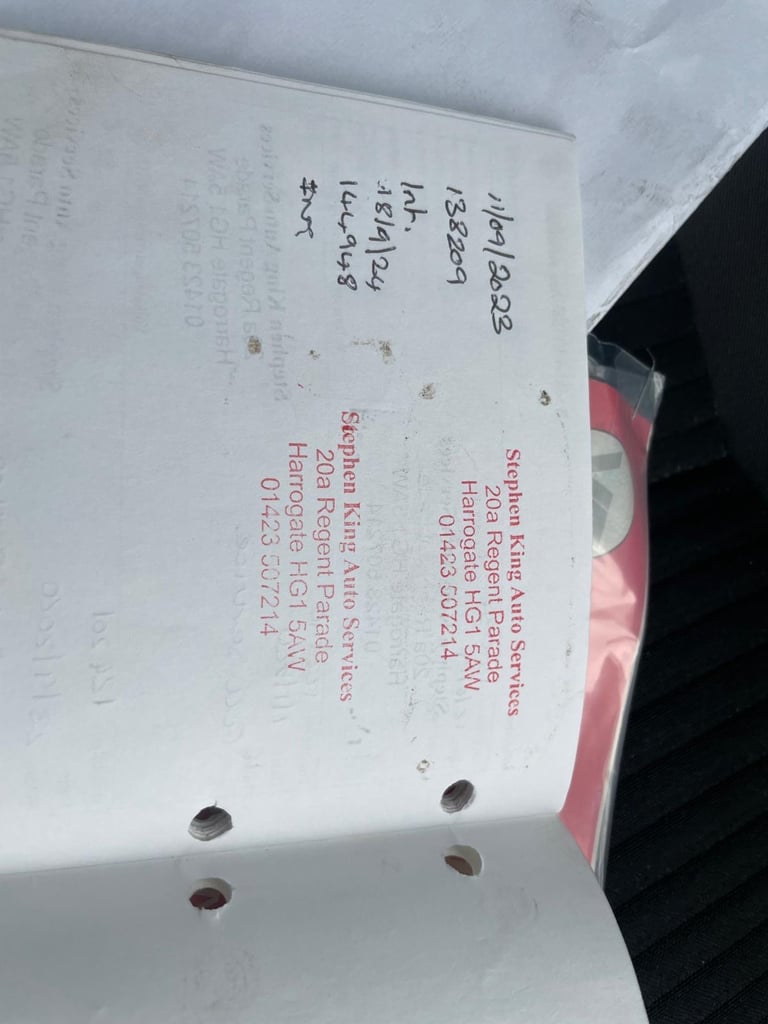 11/09/2023
138209
Int.
18/9/24
144948
Stephen King Auto Services
20a Regent Parade
Harrogate HG1 5AW
01423 507214
Stephen King Auto Services
20a Regent Parade
Harrogate HG1 5AW
01423 507214